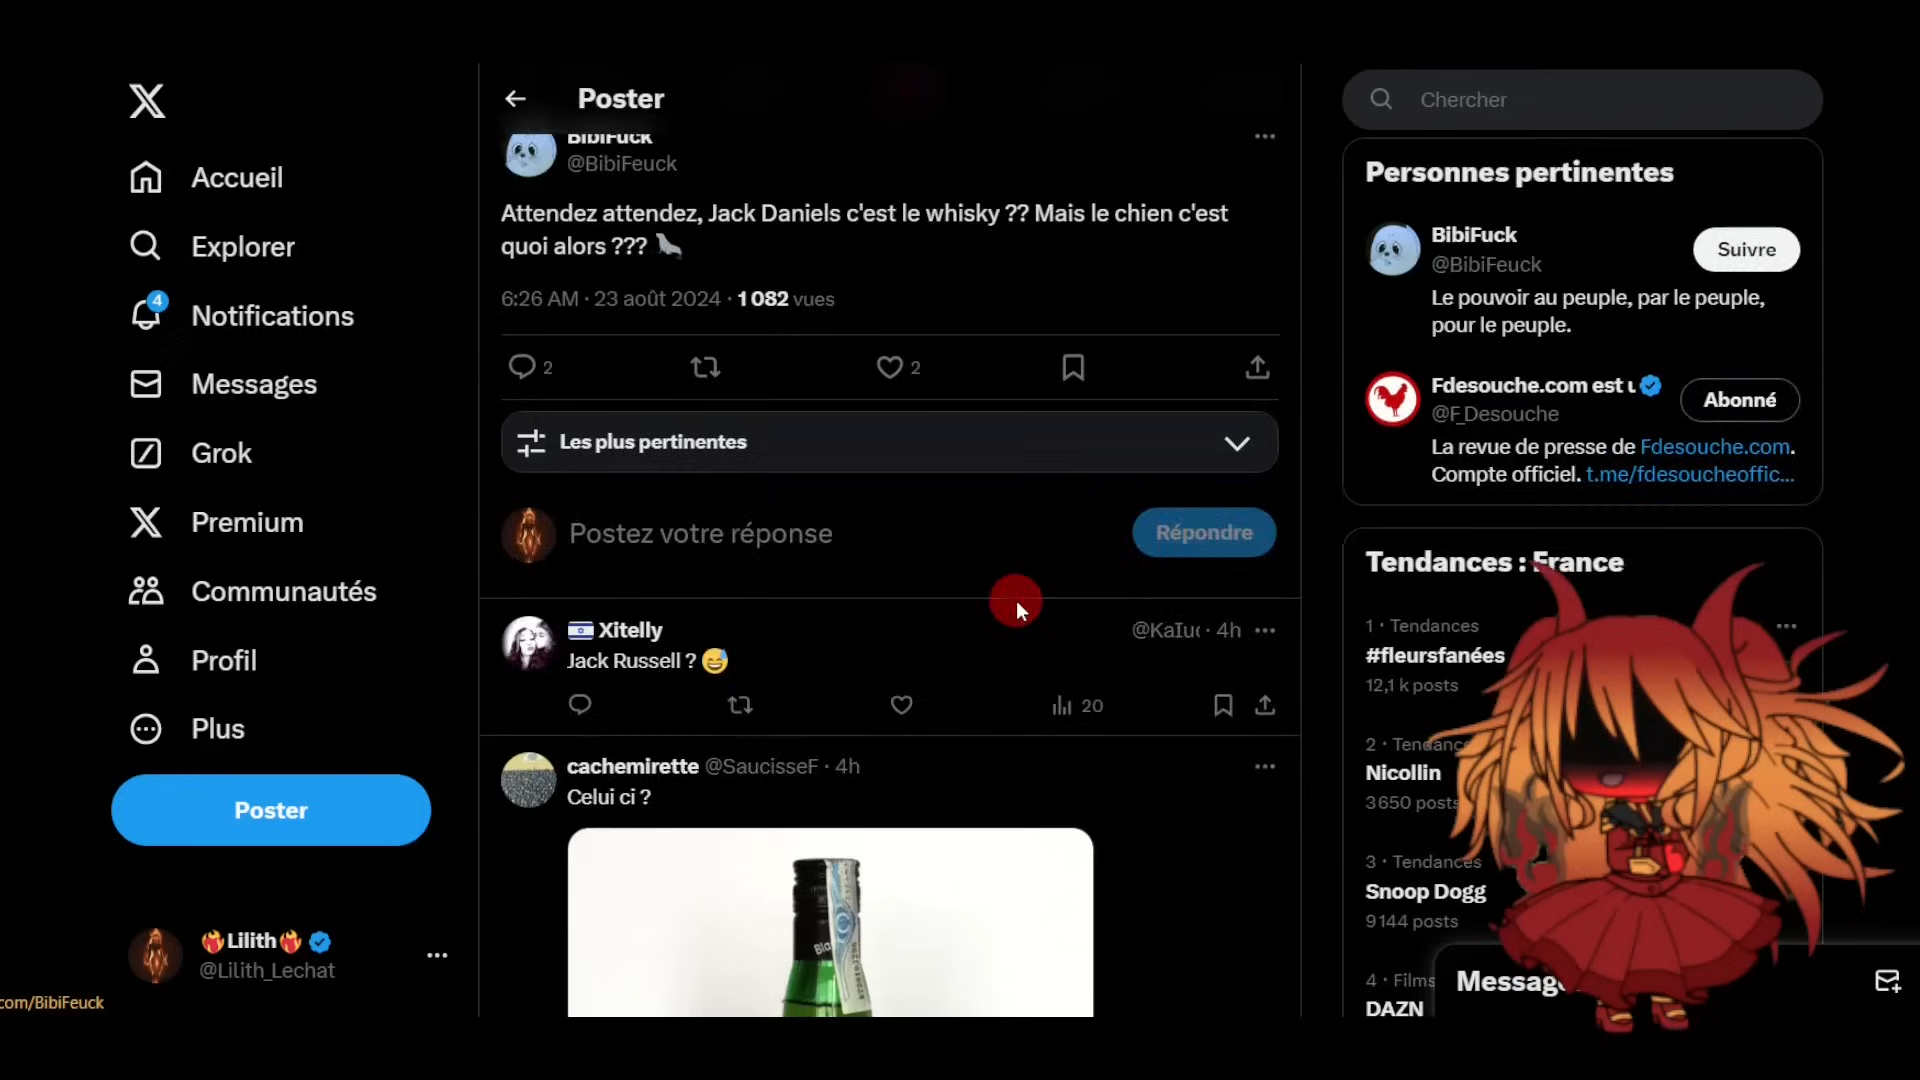 Accueil
Explorer
4
Notifications
Messages
Grok
Premium
Communautés
Profil
Plus
Poster
🔥Lilith🔥
@Lilith_Lechat
com/BibiFeuck
Poster
BibiFuck
@BibiFeuck
Attendez attendez, Jack Daniels c'est le whisky ?? Mais le chien c'est
quoi alors ??? 🦭
6:26 AM · 23 août 2024 · 1 082 vues
2
2
Les plus pertinentes
Postez votre réponse
Répondre
🇮🇱 Xitelly
@KaIuc · 4h
Jack Russell ? 😅
20
cachemirette @SaucisseF · 4h
Celui ci ?
Chercher
Personnes pertinentes
BibiFuck
@BibiFeuck
Suivre
Le pouvoir au peuple, par le peuple,
pour le peuple.
Fdesouche.com est u
@F_Desouche
Abonné
La revue de presse de Fdesouche.com.
Compte officiel. t.me/fdesoucheoffic...
Tendances : France
1 · Tendances
#fleursfanées
12,1 k posts
2 · Tendanc
Nicollin
3 650 posts
3 · Tendances
Snoop Dogg
9 144 posts
4 · Films
DAZN
Message